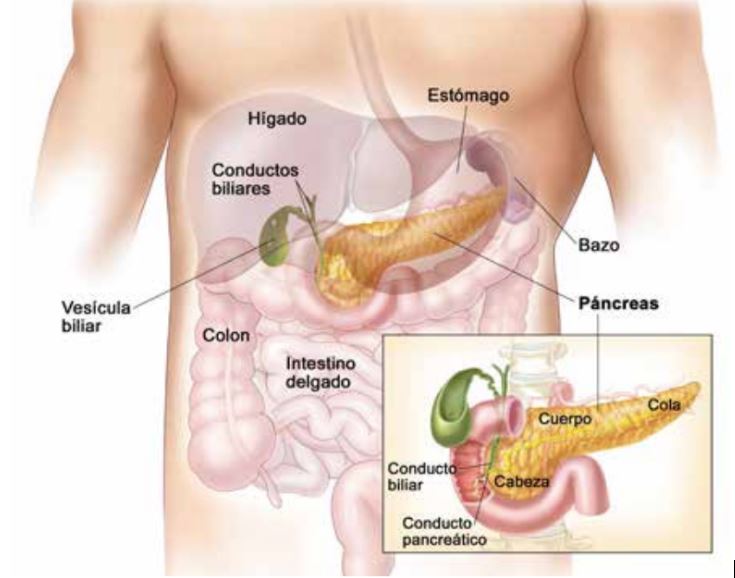 Estómago
Hígado
Conductos
biliares
Bazo
Páncreas
Vesícula
biliar
Colon
Intestino
delgado
Cola
Cuerpo
Conducto
biliar
Cabeza
Conducto
pancreático